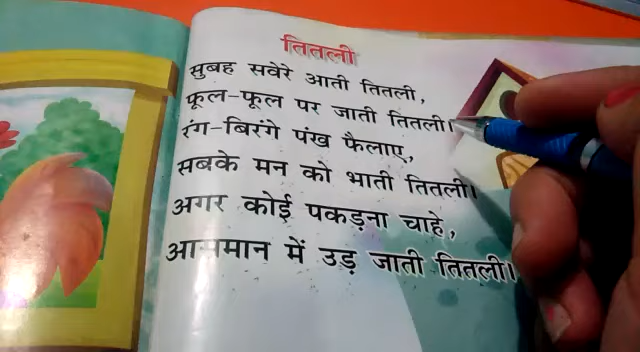 तितली
सुबह सवेरे आती तितली,
फूल-फूल पर जाती तितली।
रंग-बिरंगे पंख फैलाए,
सबके मन को भाती तितली।
अगर कोई पकड़ना चाहे,
आसमान में उड़ जाती तितली।